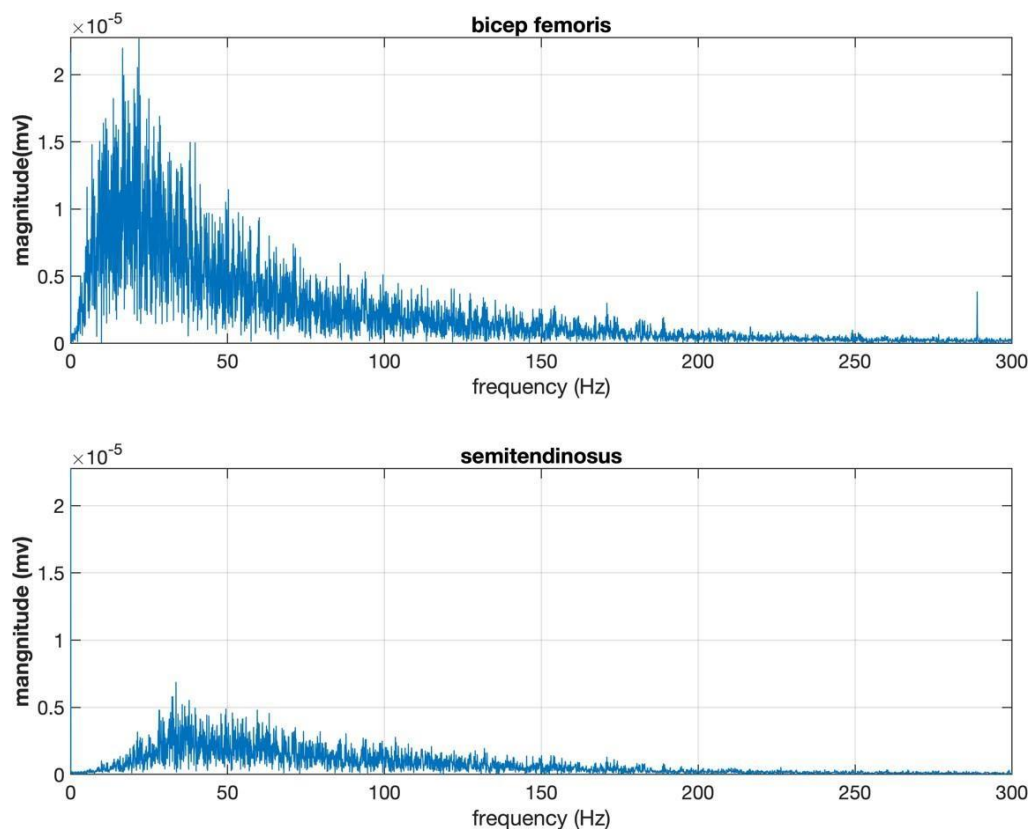 bicep femoris
×10-5
2
1.5
1
0.5
0
magnitude(mv)
0 50 100 150 200 250 300
frequency (Hz)
semitendinosus
×10-5
2
1.5
1
0.5
0
mangnitude (mv)
0 50 100 150 200 250 300
frequency (Hz)